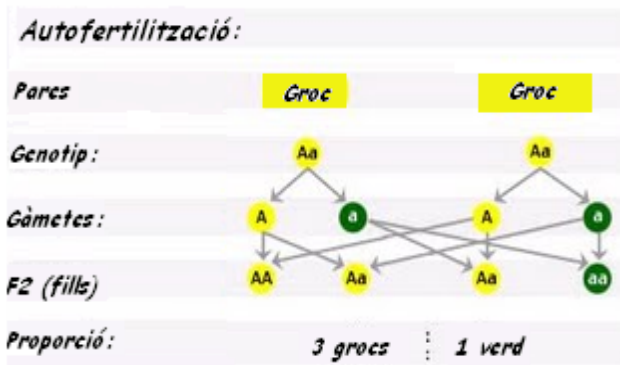 Autofertilització:
Pares Groc Groc
Genotip: Aa Aa
Gàmetes: A a A a
F2 (fills) AA Aa Aa aa
Proporció: 3 grocs 1 verd